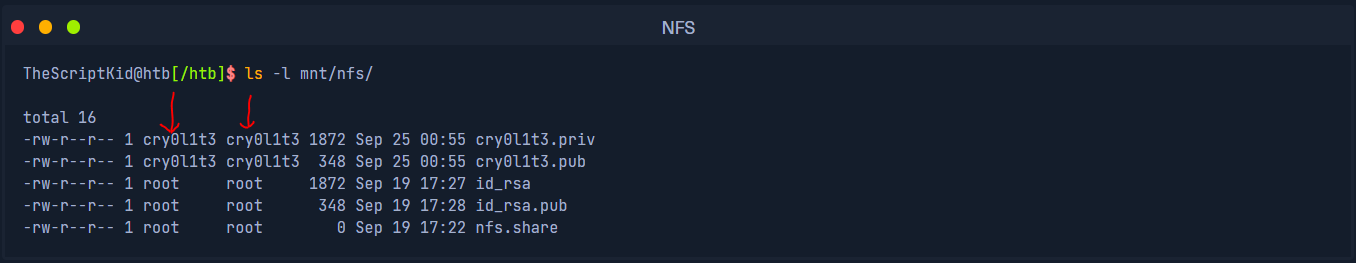 NFS
TheScriptKid@htb[/htb]$ ls -l mnt/nfs/
total 16
-rw-r--r-- 1 cry0l1t3 cry0l1t3 1872 Sep 25 00:55 cry0l1t3.priv
-rw-r--r-- 1 cry0l1t3 cry0l1t3  348 Sep 25 00:55 cry0l1t3.pub
-rw-r--r-- 1 root     root     1872 Sep 19 17:27 id_rsa
-rw-r--r-- 1 root     root      348 Sep 19 17:28 id_rsa.pub
-rw-r--r-- 1 root     root        0 Sep 19 17:22 nfs.share